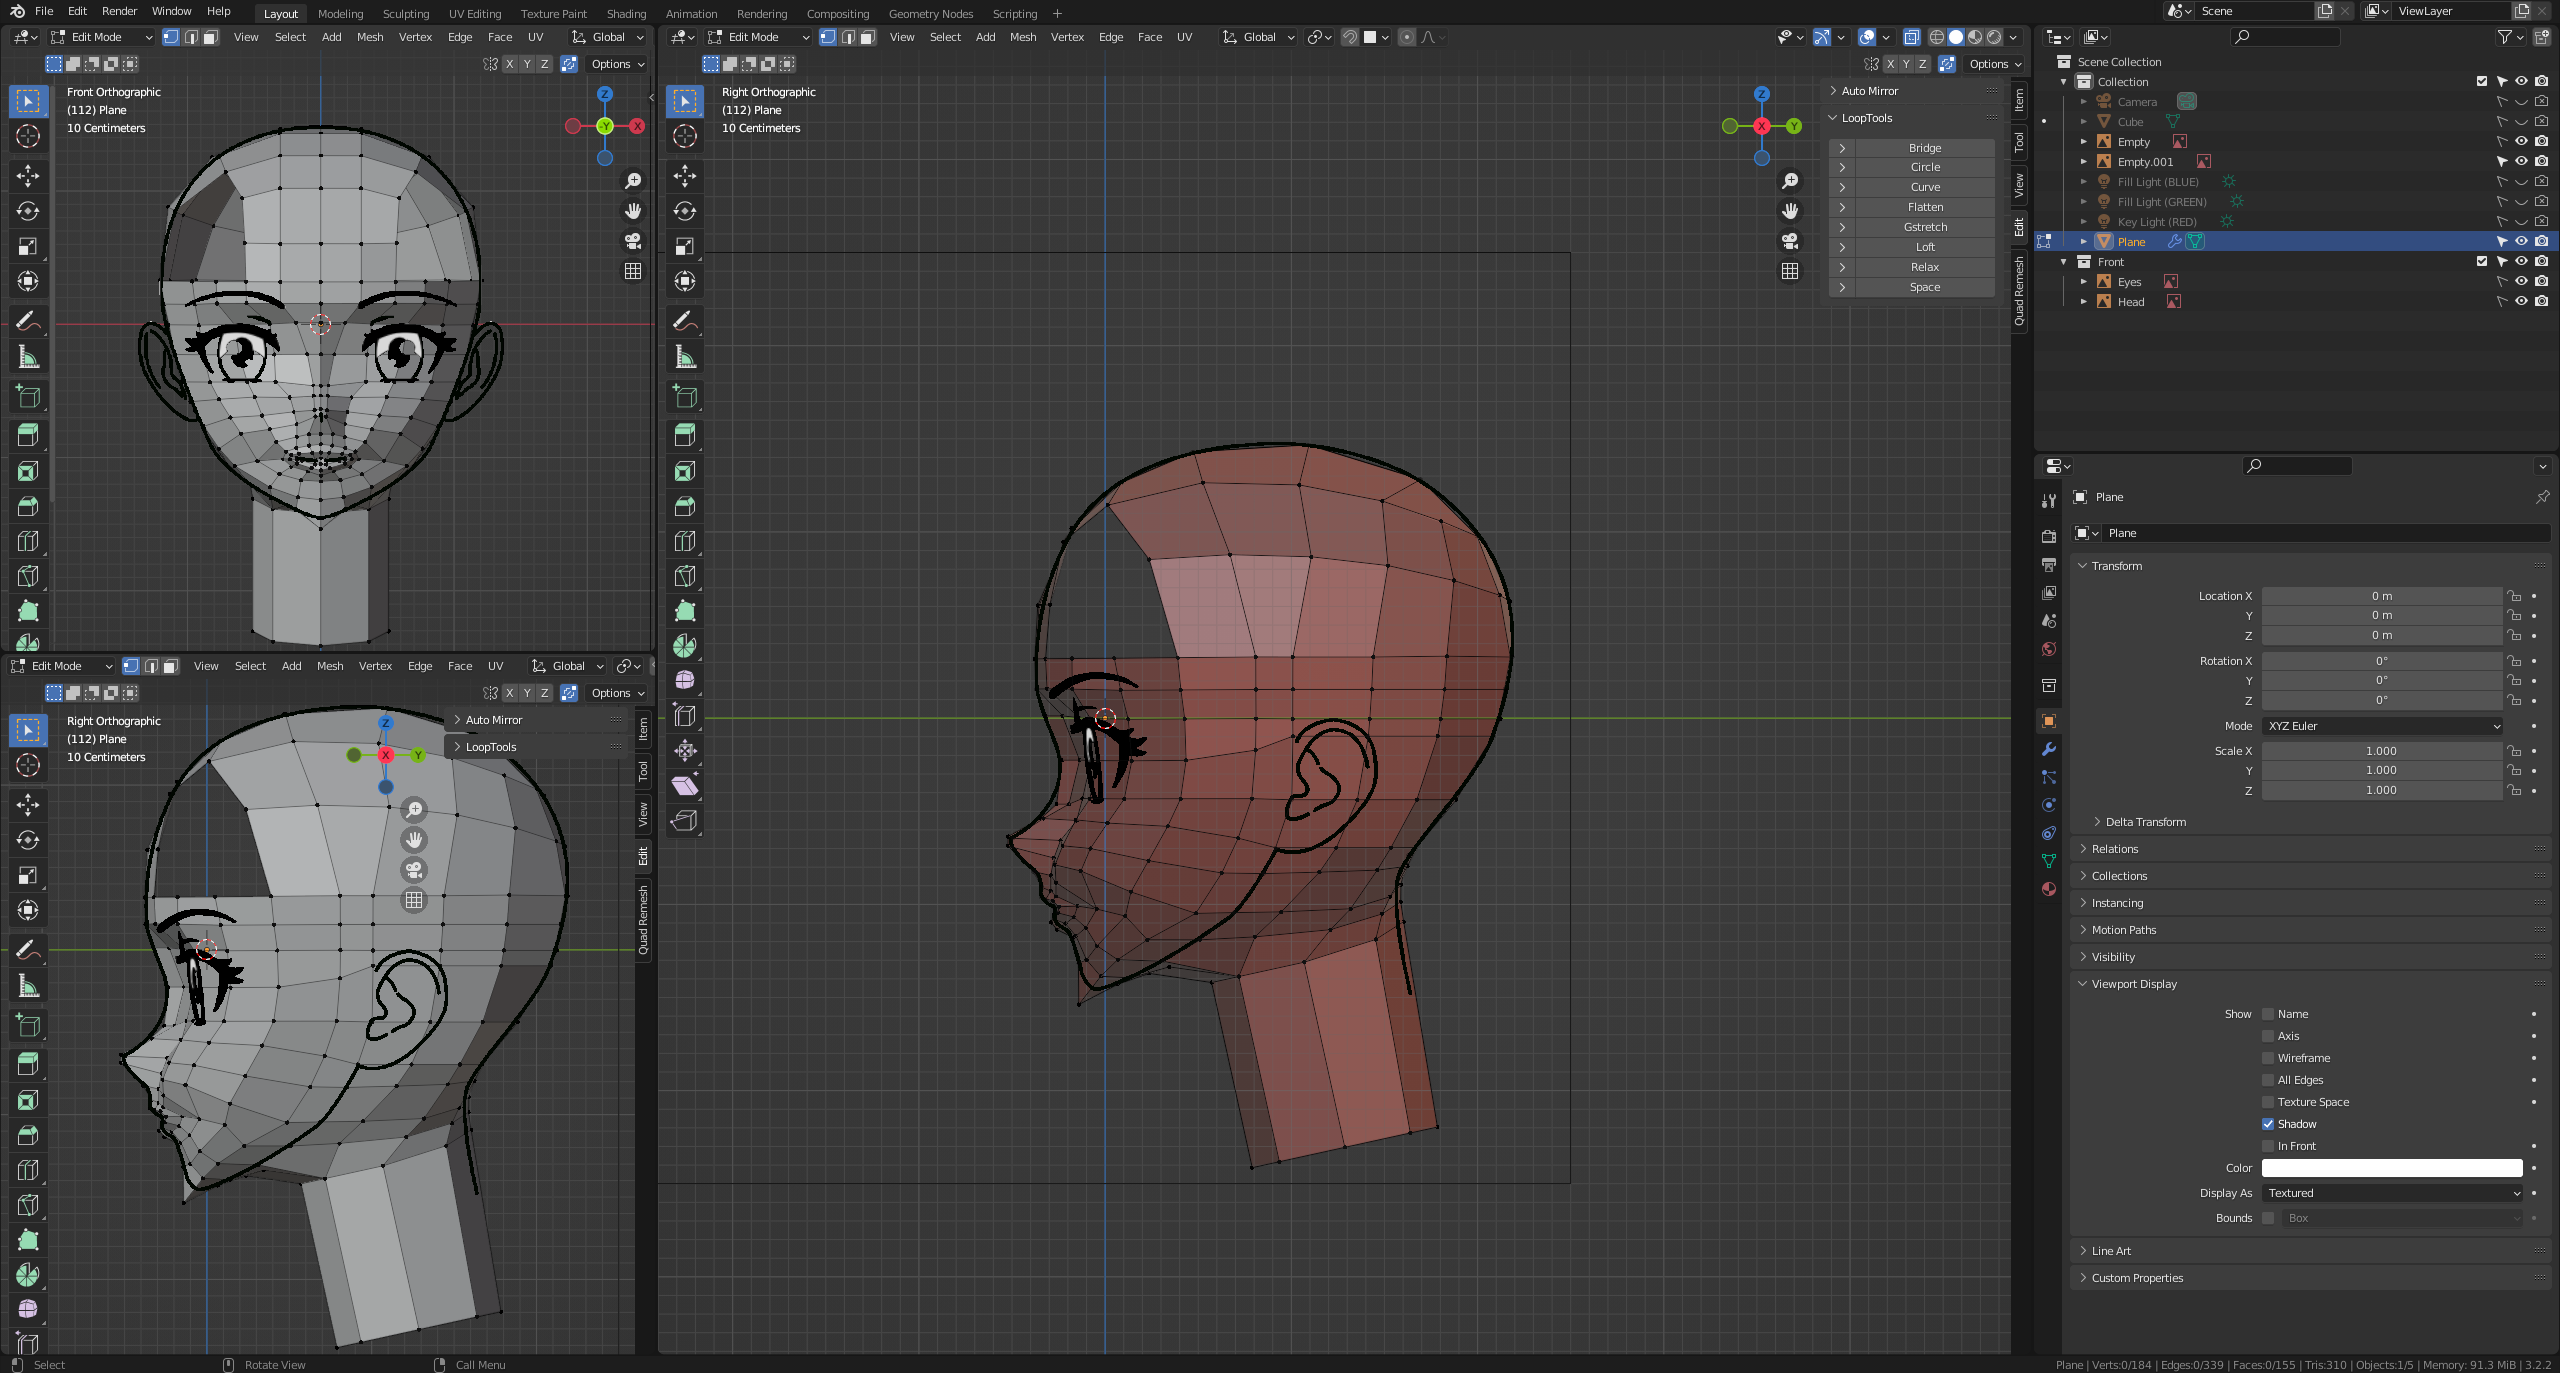 File Edit Render Window Help Layout Modeling Sculpting UV Editing Texture Paint Shading Animation Rendering Compositing Geometry Nodes Scripting + Scene ViewLayer
Edit Mode View Select Add Mesh Vertex Edge Face UV Global
X Y Z Options
Front Orthographic
(112) Plane
10 Centimeters
Z
Y
X
Edit Mode View Select Add Mesh Vertex Edge Face UV Global
X Y Z Options
Right Orthographic
(112) Plane
10 Centimeters
Z
X
Y
Auto Mirror
LoopTools
Bridge
Circle
Curve
Flatten
Gstretch
Loft
Relax
Space
Item
Tool
View
Edit
Quad Remesh
Edit Mode View Select Add Mesh Vertex Edge Face UV Global
X Y Z Options
Right Orthographic
(112) Plane
10 Centimeters
Z
X
Y
Auto Mirror
LoopTools
Item
Tool
View
Edit
Quad Remesh
Scene Collection
Collection
Camera
Cube
Empty
Empty.001
Fill Light (BLUE)
Fill Light (GREEN)
Key Light (RED)
Plane
Front
Eyes
Head
Plane
Plane
Transform
Location X 0 m
Y 0 m
Z 0 m
Rotation X 0°
Y 0°
Z 0°
Mode XYZ Euler
Scale X 1.000
Y 1.000
Z 1.000
Delta Transform
Relations
Collections
Instancing
Motion Paths
Visibility
Viewport Display
Show Name
Axis
Wireframe
All Edges
Texture Space
Shadow
In Front
Color
Display As Textured
Bounds Box
Line Art
Custom Properties
Select Rotate View Call Menu
Plane | Verts:0/184 | Edges:0/339 | Faces:0/155 | Tris:310 | Objects:1/5 | Memory: 91.3 MiB | 3.2.2